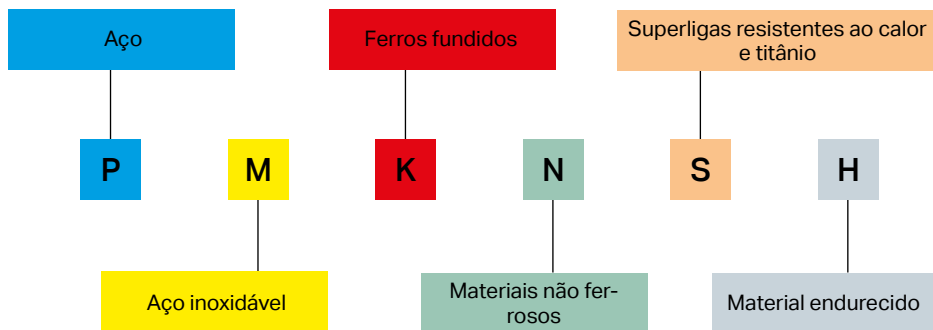 Aço
Ferros fundidos
Superligas resistentes ao calor
e titânio
P
M
K
N
S
H
Aço inoxidável
Materiais não fer-
rosos
Material endurecido